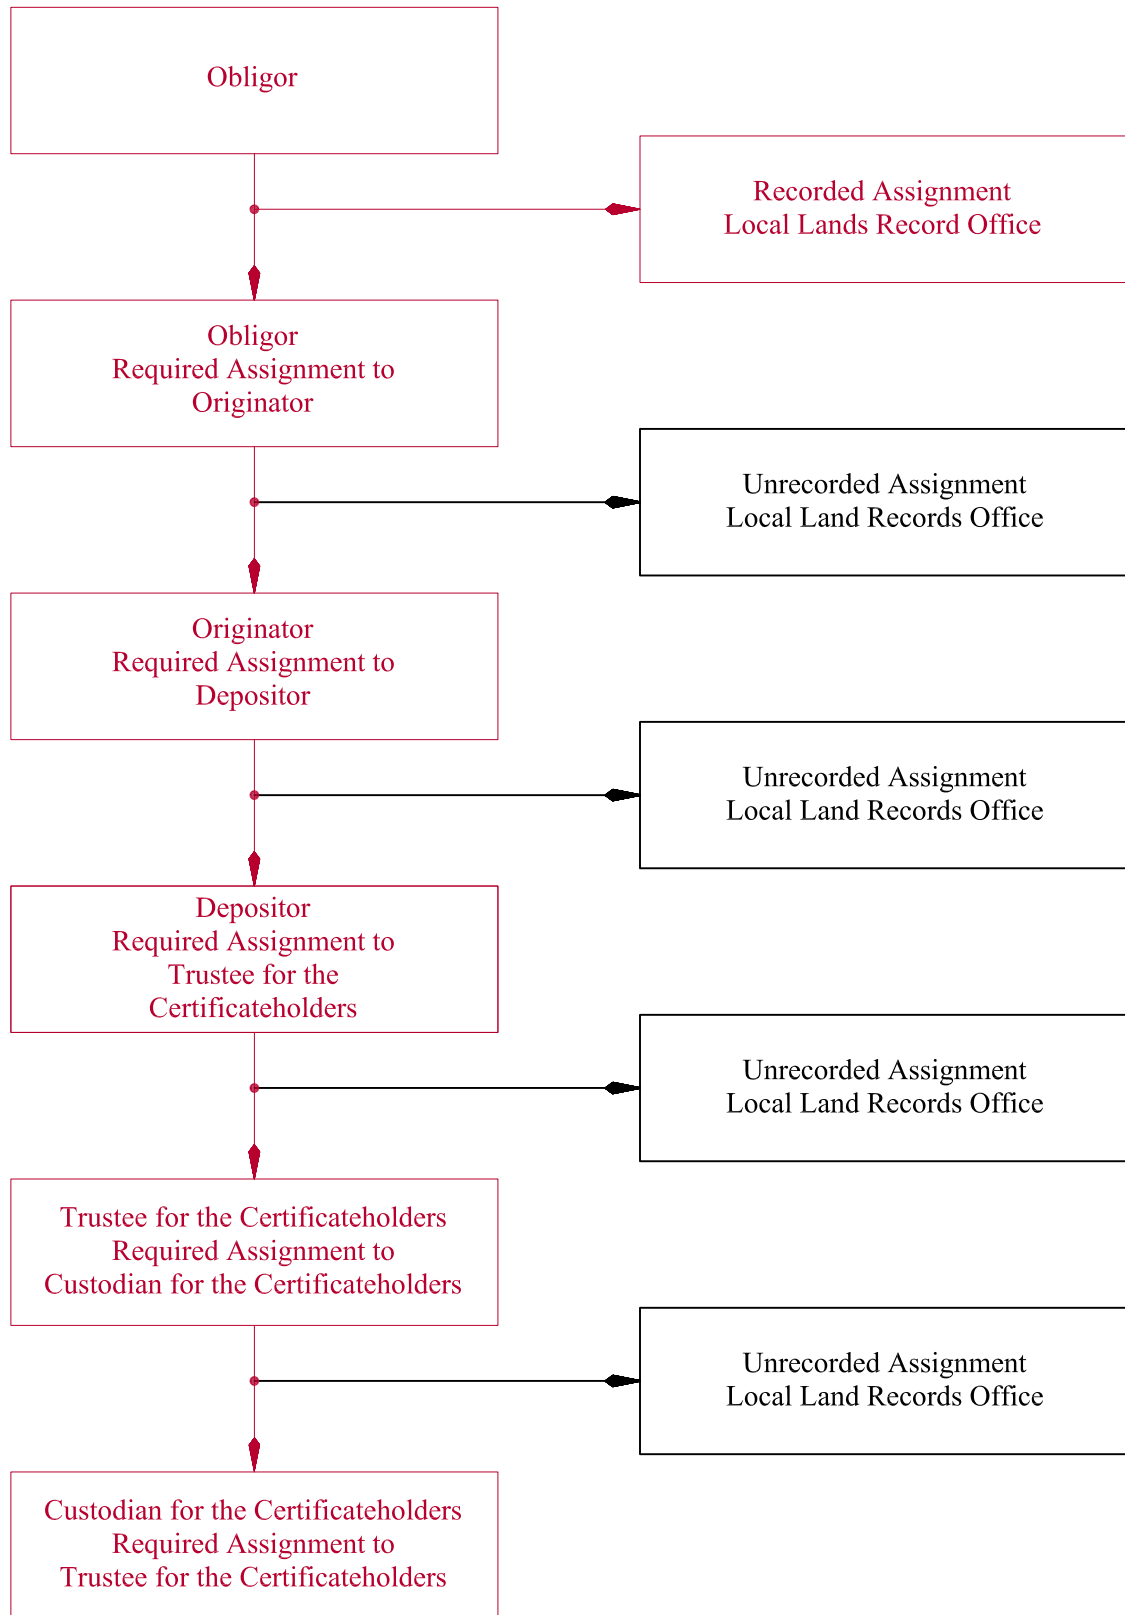 Obligor
Recorded Assignment
Local Lands Record Office
Obligor
Required Assignment to
Originator
Unrecorded Assignment
Local Land Records Office
Originator
Required Assignment to
Depositor
Unrecorded Assignment
Local Land Records Office
Depositor
Required Assignment to
Trustee for the
Certificateholders
Unrecorded Assignment
Local Land Records Office
Trustee for the Certificateholders
Required Assignment to
Custodian for the Certificateholders
Unrecorded Assignment
Local Land Records Office
Custodian for the Certificateholders
Required Assignment to
Trustee for the Certificateholders